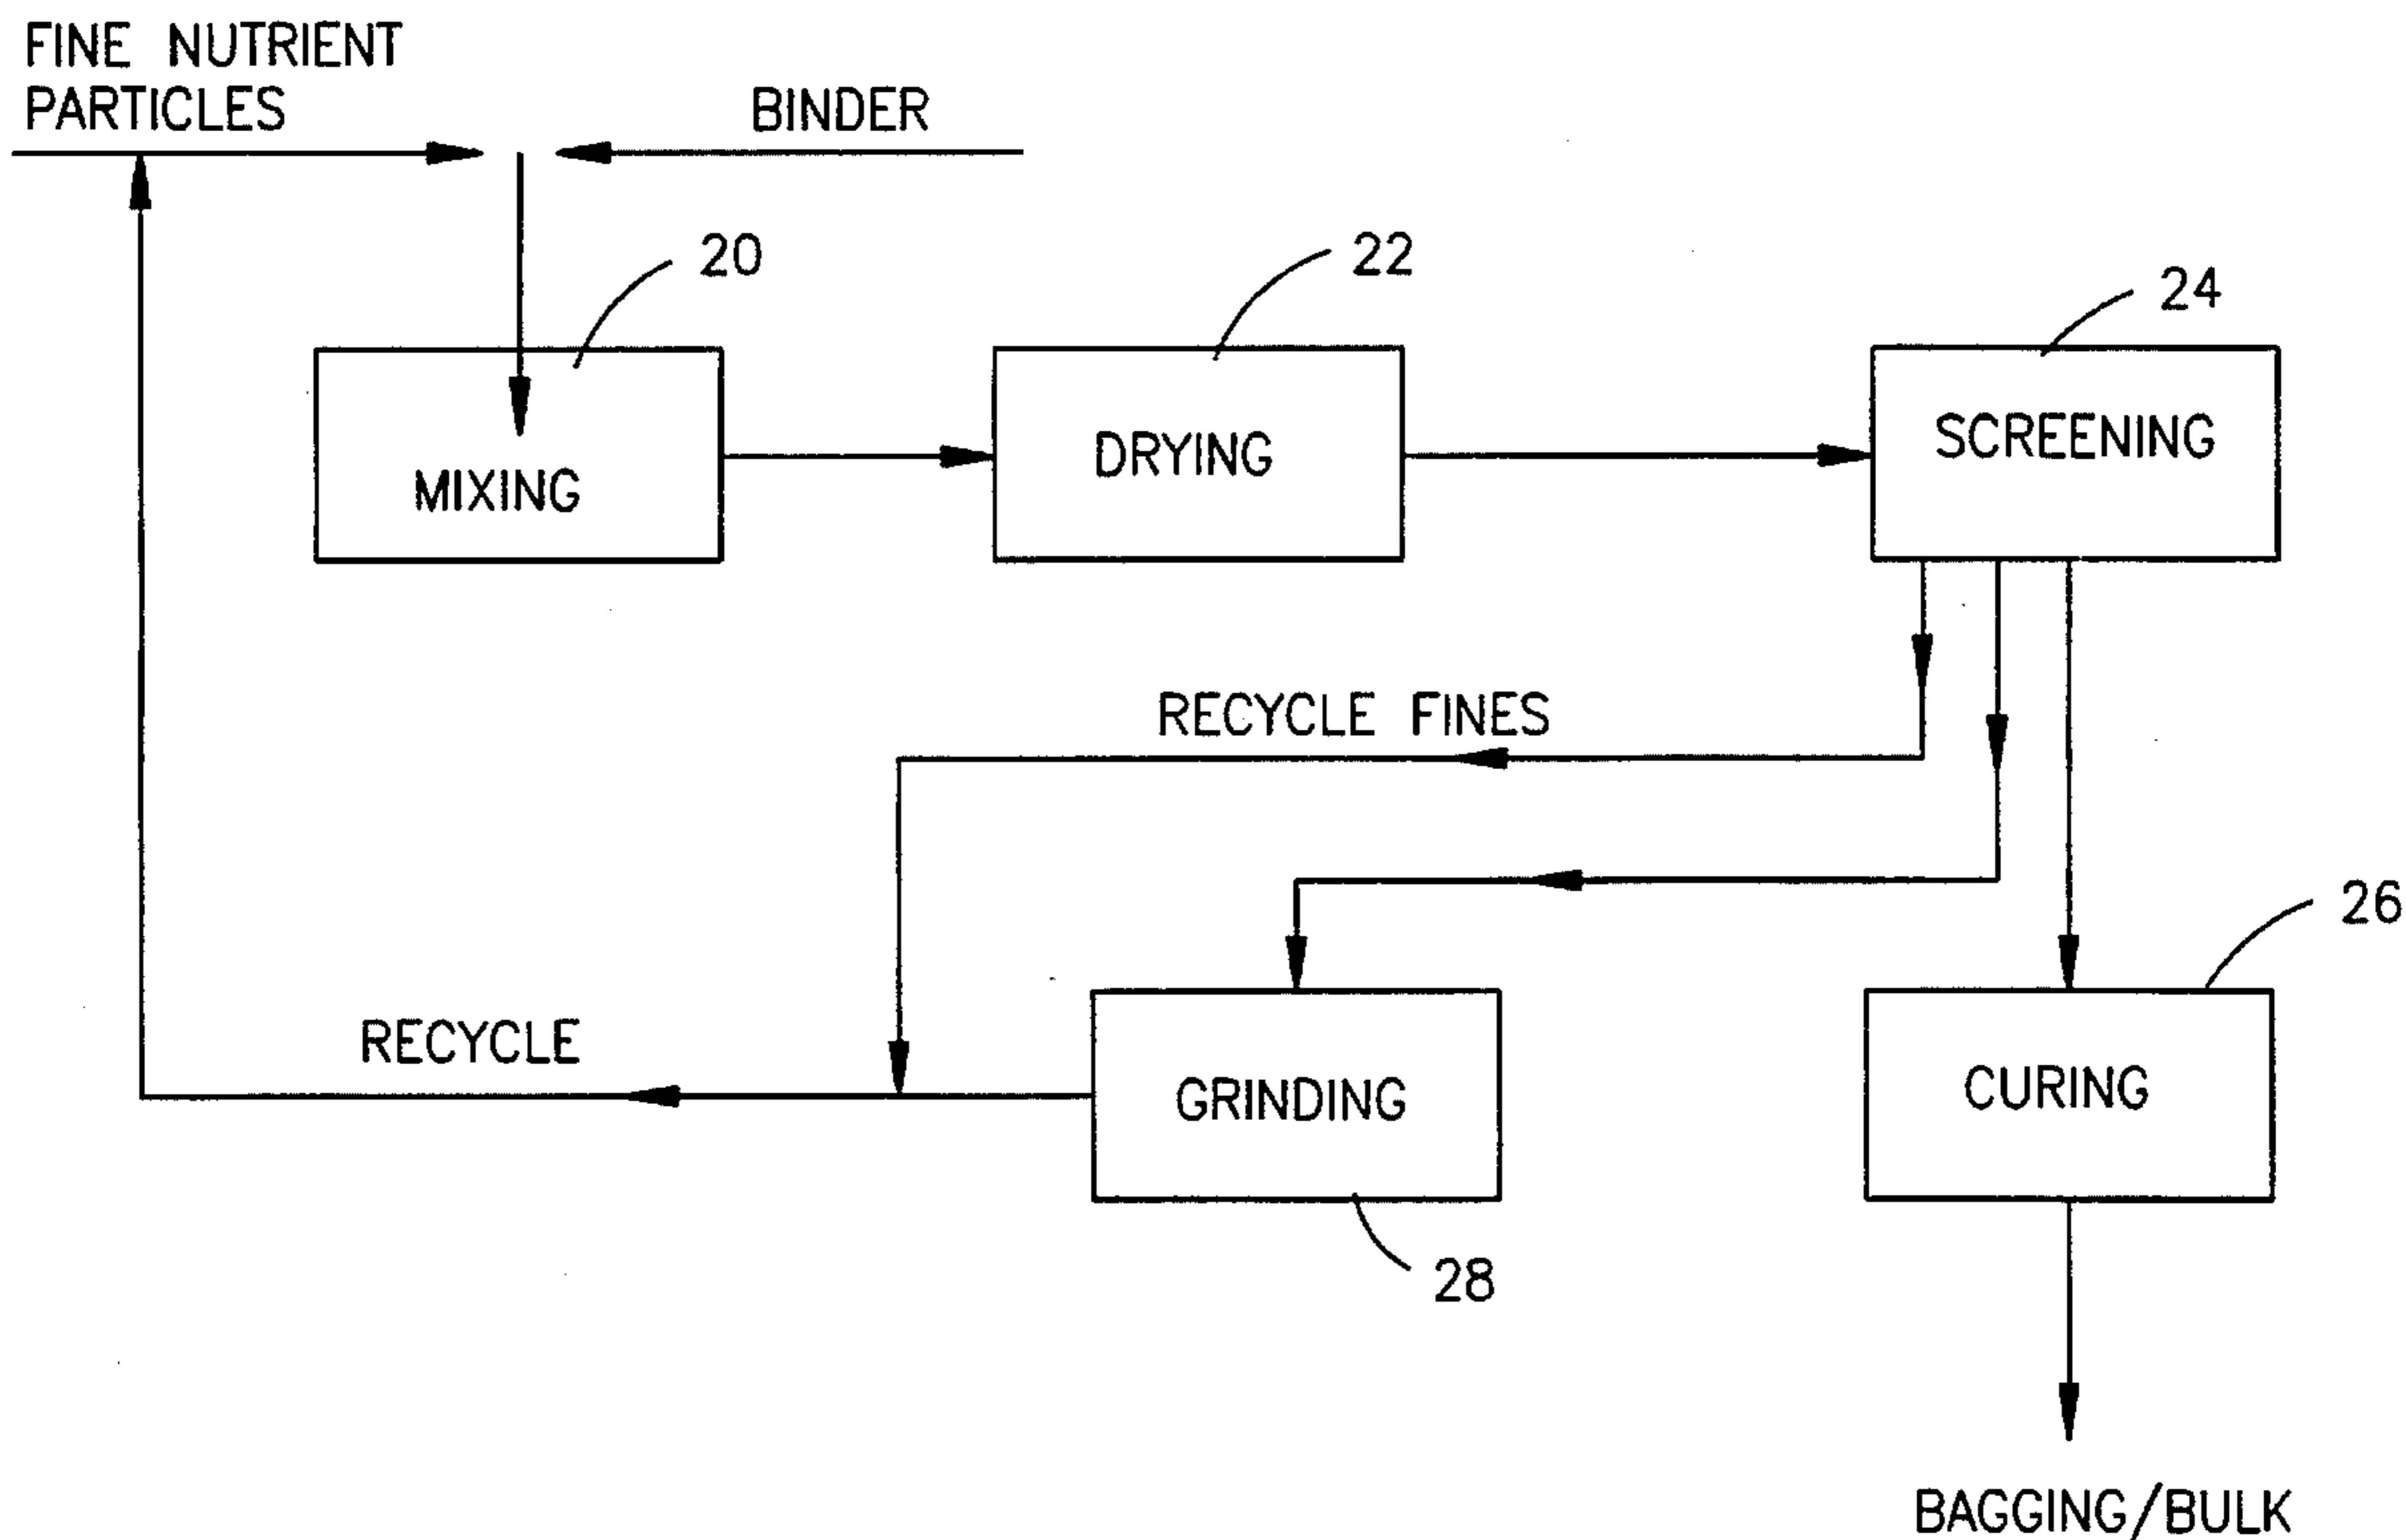 FINE NUTRIENT
PARTICLES
BINDER
20
22
24
MIXING
DRYING
SCREENING
RECYCLE FINES
26
RECYCLE
GRINDING
CURING
28
BAGGING/BULK